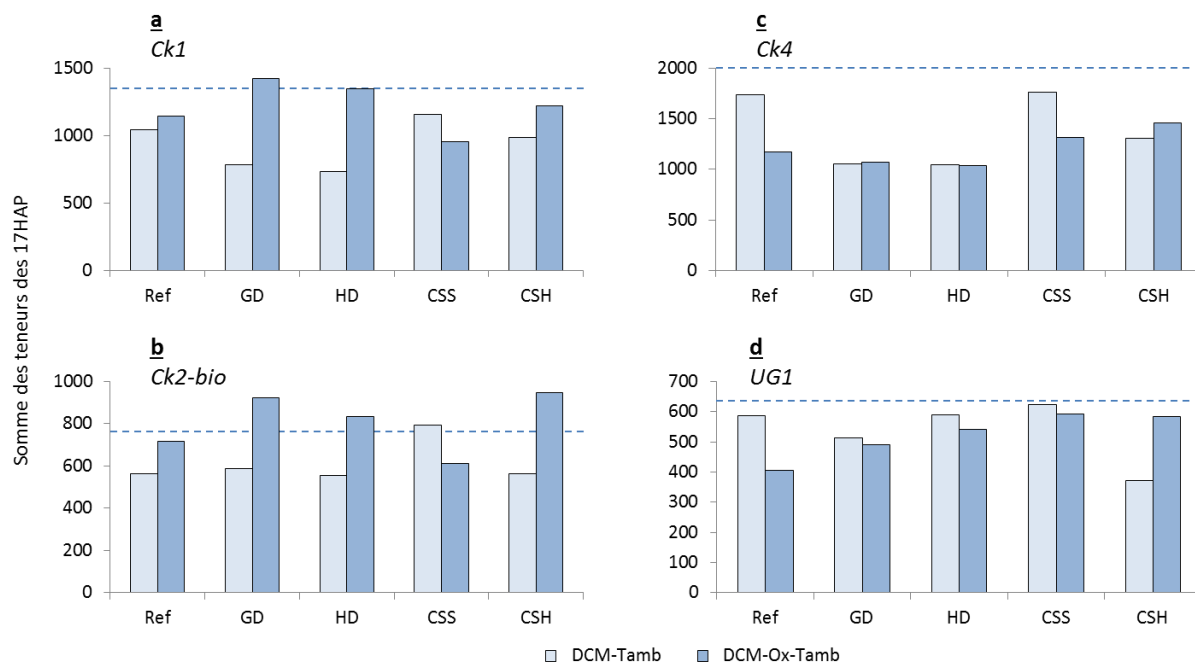 a
Ck1
1500
1000
500
0
Ref GD HD CSS CSH
c
Ck4
2000
1500
1000
500
0
Ref GD HD CSS CSH
Somme des teneurs des 17HAP
b
Ck2-bio
1000
800
600
400
200
0
Ref GD HD CSS CSH
d
UG1
700
600
500
400
300
200
100
0
Ref GD HD CSS CSH
DCM-Tamb DCM-Ox-Tamb